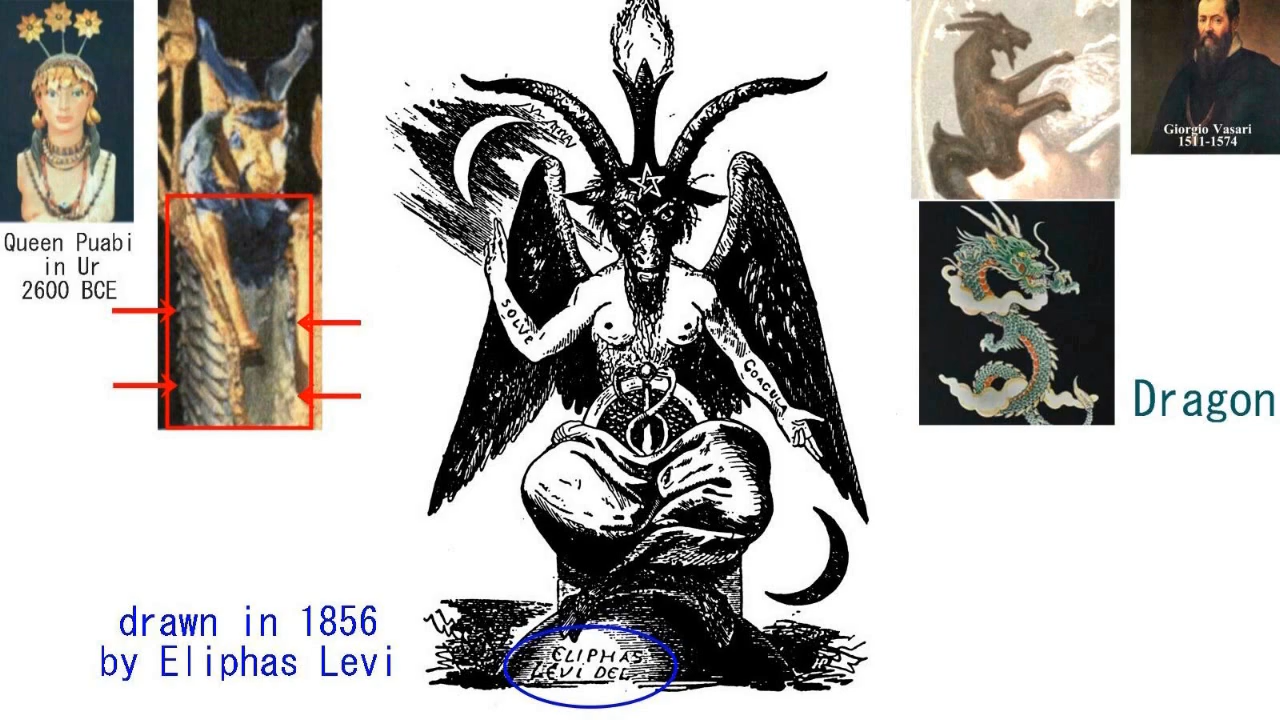 Giorgio Vasari
1511-1574
Queen Puabi
in Ur
2600 BCE
SOLVE
COAGUL
Dragon
drawn in 1856
by Eliphas Levi
ELIPHAS
LEVI DEL